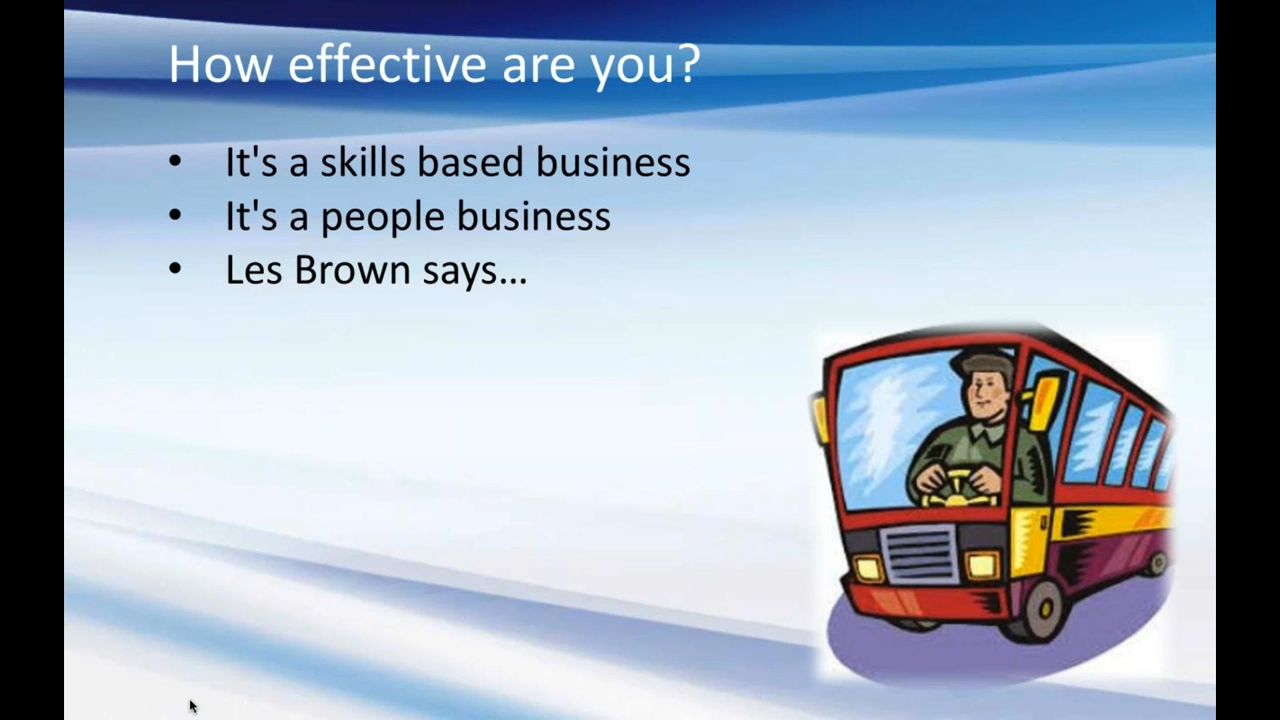 How effective are you?
• It's a skills based business
• It's a people business
• Les Brown says...